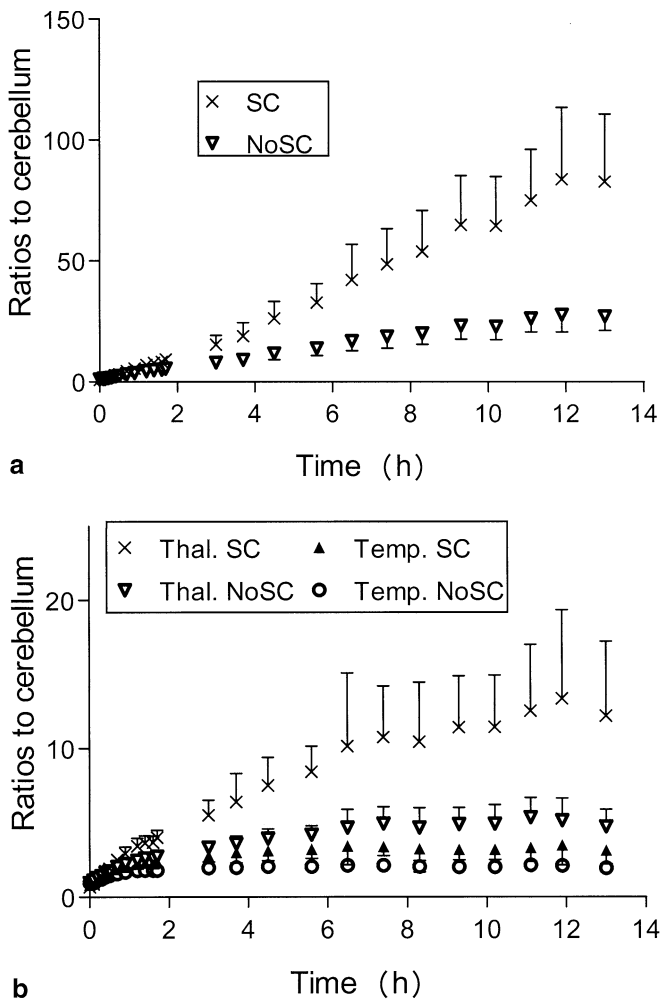 150
100
50
0
Ratios to cerebellum
SC
NoSC
0 2 4 6 8 10 12 14
Time (h)
a
20
10
0
Ratios to cerebellum
Thal. SC Temp. SC
Thal. NoSC Temp. NoSC
0 2 4 6 8 10 12 14
Time (h)
b